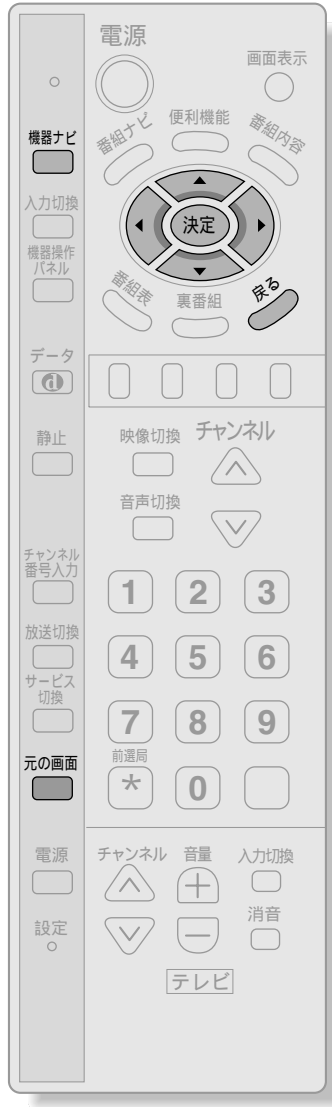 電源
画面表示
機器ナビ
番組ナビ
便利機能
番組内容
入力切換
決定
機器操作
パネル
番組表
裏番組
戻る
データ
d
静止
映像切換
チャンネル
音声切換
チャンネル
番号入力
1
2
3
放送切換
4
5
6
サービス
切換
7
8
9
元の画面
前選局
*
0
電源
チャンネル
音量
入力切換
設定
消音
テレビ